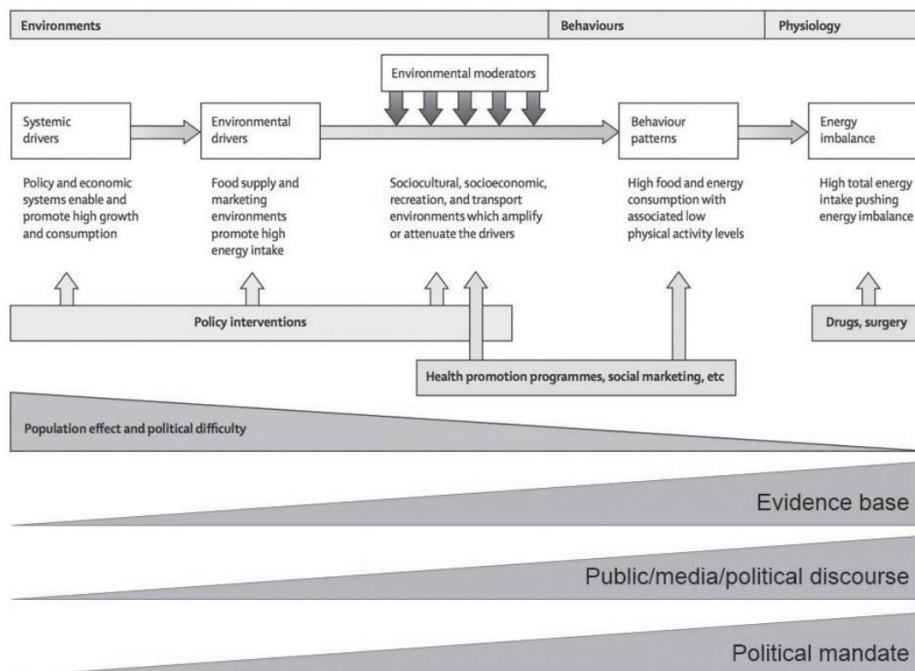 Environments
Behaviours
Physiology
Environmental moderators
Systemic
drivers
Environmental
drivers
Behaviour
patterns
Energy
imbalance
Policy and economic
systems enable and
promote high growth
and consumption
Food supply and
marketing
environments
promote high
energy intake
Sociocultural, socioeconomic,
recreation, and transport
environments which amplify
or attenuate the drivers
High food and energy
consumption with
associated low
physical activity levels
High total energy
intake pushing
energy imbalance
Policy interventions
Drugs, surgery
Health promotion programmes, social marketing, etc
Population effect and political difficulty
Evidence base
Public/media/political discourse
Political mandate